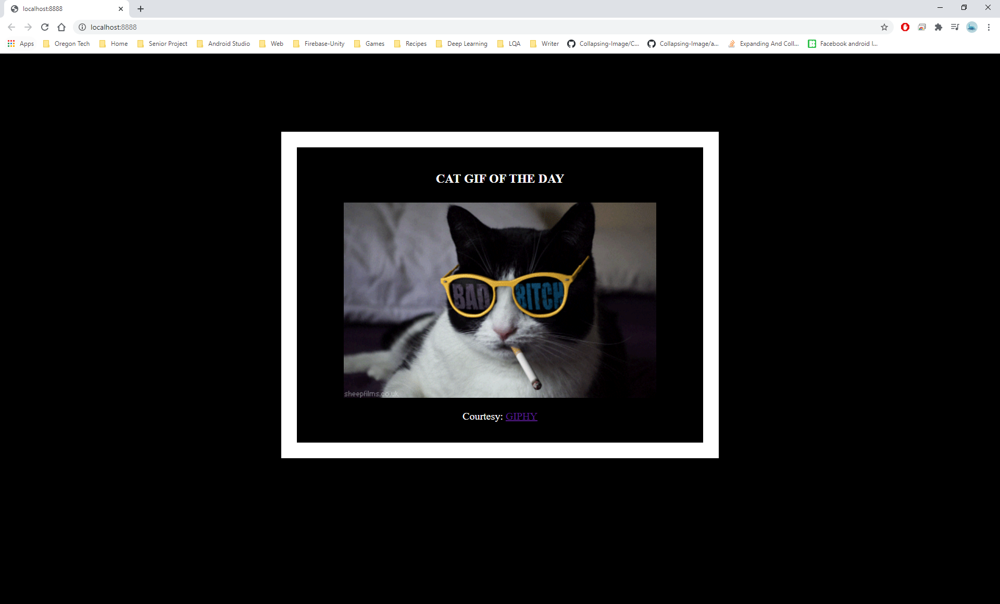 localhost:8888
localhost:8888
Apps
Oregon Tech
Home
Senior Project
Android Studio
Web
Firebase-Unity
Games
Recipes
Deep Learning
LQA
Writer
Collapsing-Image/C...
Collapsing-Image/a...
Expanding And Coll...
Facebook android l...
CAT GIF OF THE DAY
BAD BITCH
sheepfilms.co.uk
Courtesy: GIPHY